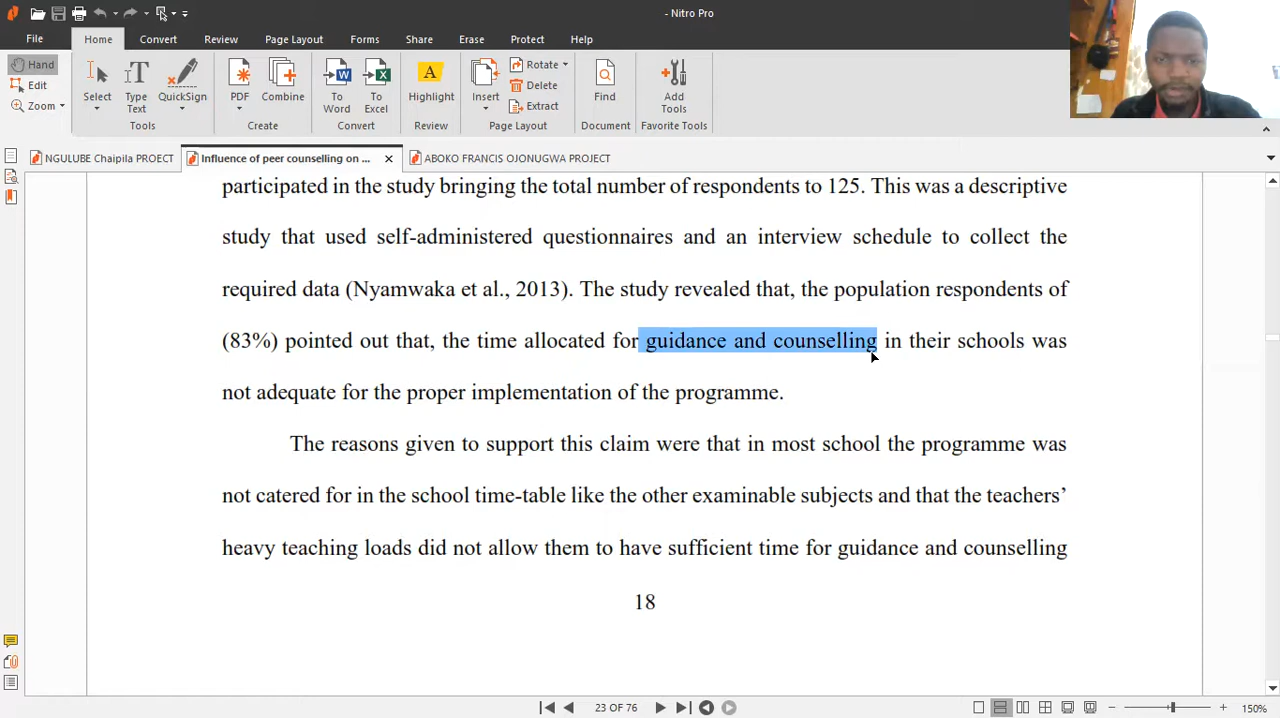 - Nitro Pro
File Home Convert Review Page Layout Forms Share Erase Protect Help
Hand
Edit
Zoom
Select
Type Text
QuickSign
Tools
PDF
Combine
Create
To Word
To Excel
Convert
Highlight
Review
Insert
Rotate
Delete
Extract
Page Layout
Find
Document
Add Tools
Favorite Tools
NGULUBE Chaipila PROECT
Influence of peer counselling on ...
ABOKO FRANCIS OJONUGWA PROJECT
participated in the study bringing the total number of respondents to 125. This was a descriptive
study that used self-administered questionnaires and an interview schedule to collect the
required data (Nyamwaka et al., 2013). The study revealed that, the population respondents of
(83%) pointed out that, the time allocated for guidance and counselling in their schools was
not adequate for the proper implementation of the programme.
The reasons given to support this claim were that in most school the programme was
not catered for in the school time-table like the other examinable subjects and that the teachers’
heavy teaching loads did not allow them to have sufficient time for guidance and counselling
18
23 OF 76
150%